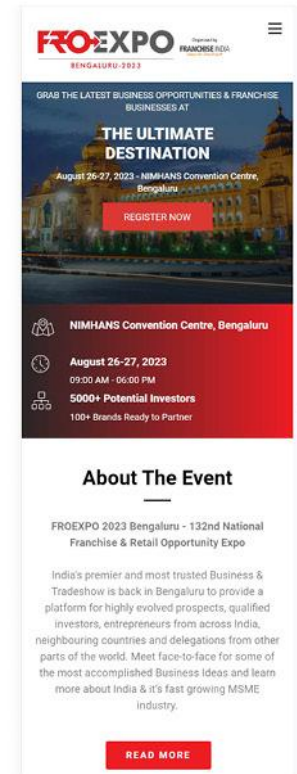 FROEXPO
BENGALURU-2023
Organised by
FRANCHISE INDIA
GRAB THE LATEST BUSINESS OPPORTUNITIES & FRANCHISE
BUSINESSES AT
THE ULTIMATE
DESTINATION
August 26-27, 2023 - NIMHANS Convention Centre,
Bengaluru
REGISTER NOW
NIMHANS Convention Centre, Bengaluru
August 26-27, 2023
09:00 AM - 06:00 PM
5000+ Potential Investors
100+ Brands Ready to Partner
About The Event
FROEXPO 2023 Bengaluru - 132nd National
Franchise & Retail Opportunity Expo
India's premier and most trusted Business &
Tradeshow is back in Bengaluru to provide a
platform for highly evolved prospects, qualified
investors, entrepreneurs from across India,
neighbouring countries and delegations from other
parts of the world. Meet face-to-face for some of
the most accomplished Business Ideas and learn
more about India & it's fast growing MSME
industry.
READ MORE